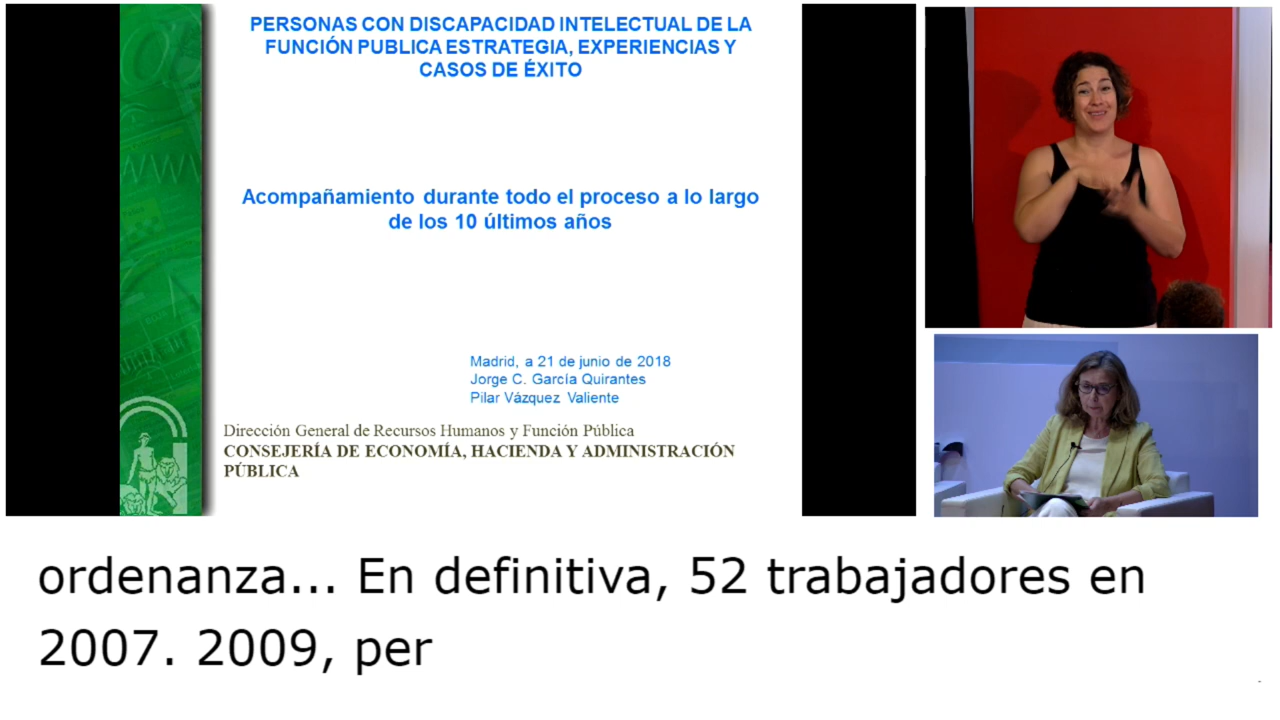 PERSONAS CON DISCAPACIDAD INTELECTUAL DE LA
FUNCIÓN PUBLICA ESTRATEGIA, EXPERIENCIAS Y
CASOS DE ÉXITO
Acompañamiento durante todo el proceso a lo largo
de los 10 últimos años
Madrid, a 21 de junio de 2018
Jorge C. García Quirantes
Pilar Vázquez Valiente
Dirección General de Recursos Humanos y Función Pública
CONSEJERÍA DE ECONOMÍA, HACIENDA Y ADMINISTRACIÓN
PÚBLICA
ordenanza... En definitiva, 52 trabajadores en
2007. 2009, per